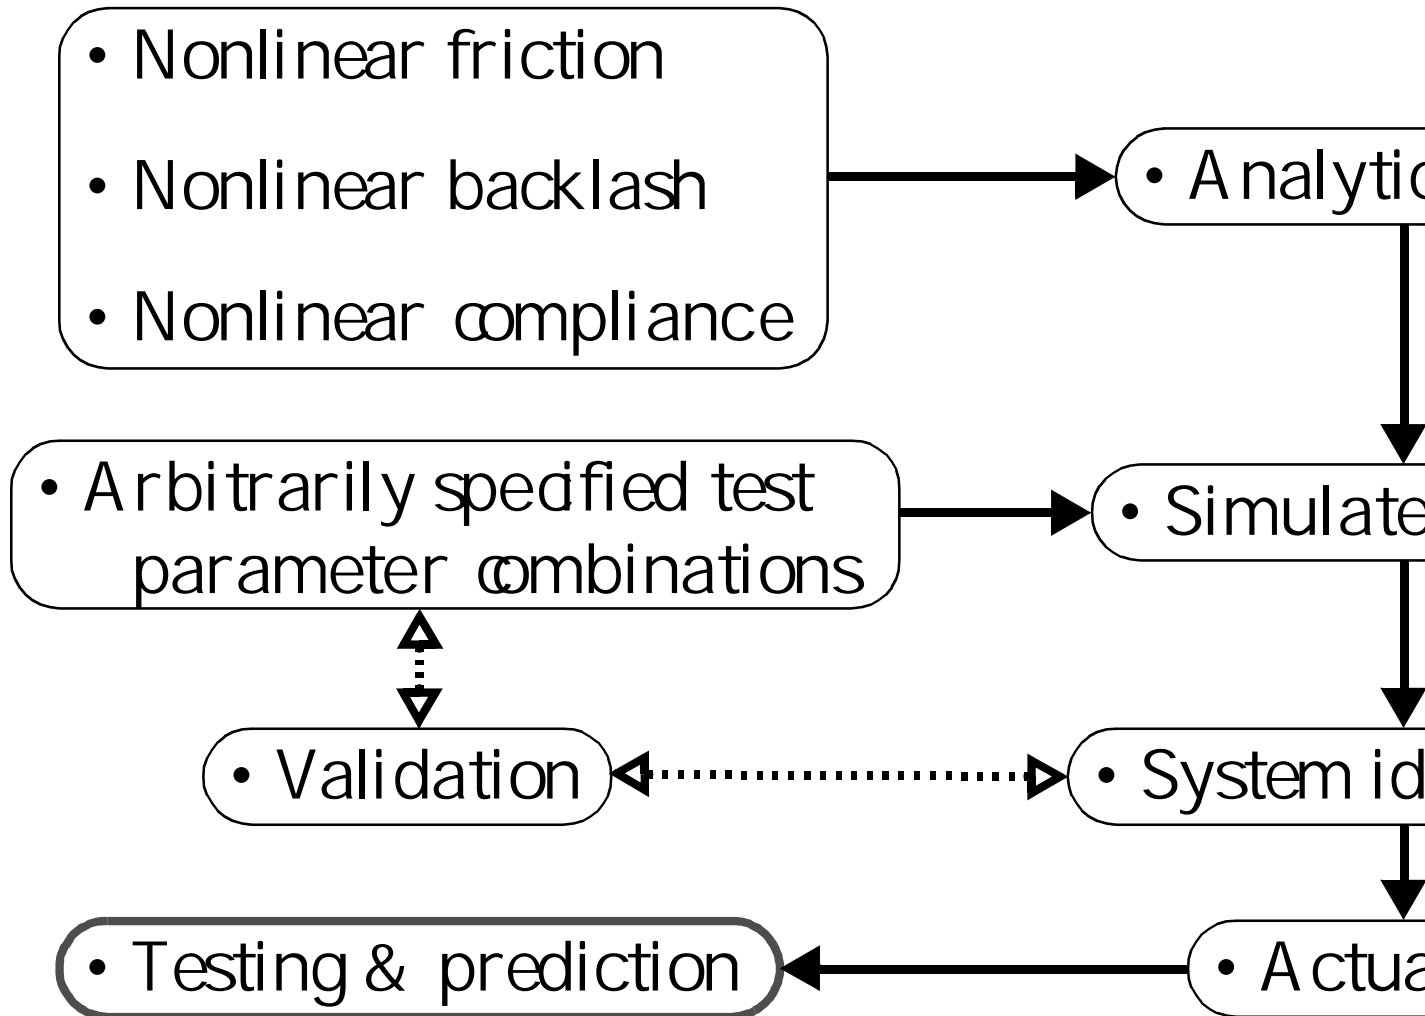 • Nonlinear friction
• Nonlinear backlash
• Nonlinear compliance
• Arbitrarily specified test
parameter combinations
• Validation
• Testing & prediction
• Analytic
• Simulate
• System id
• Actua